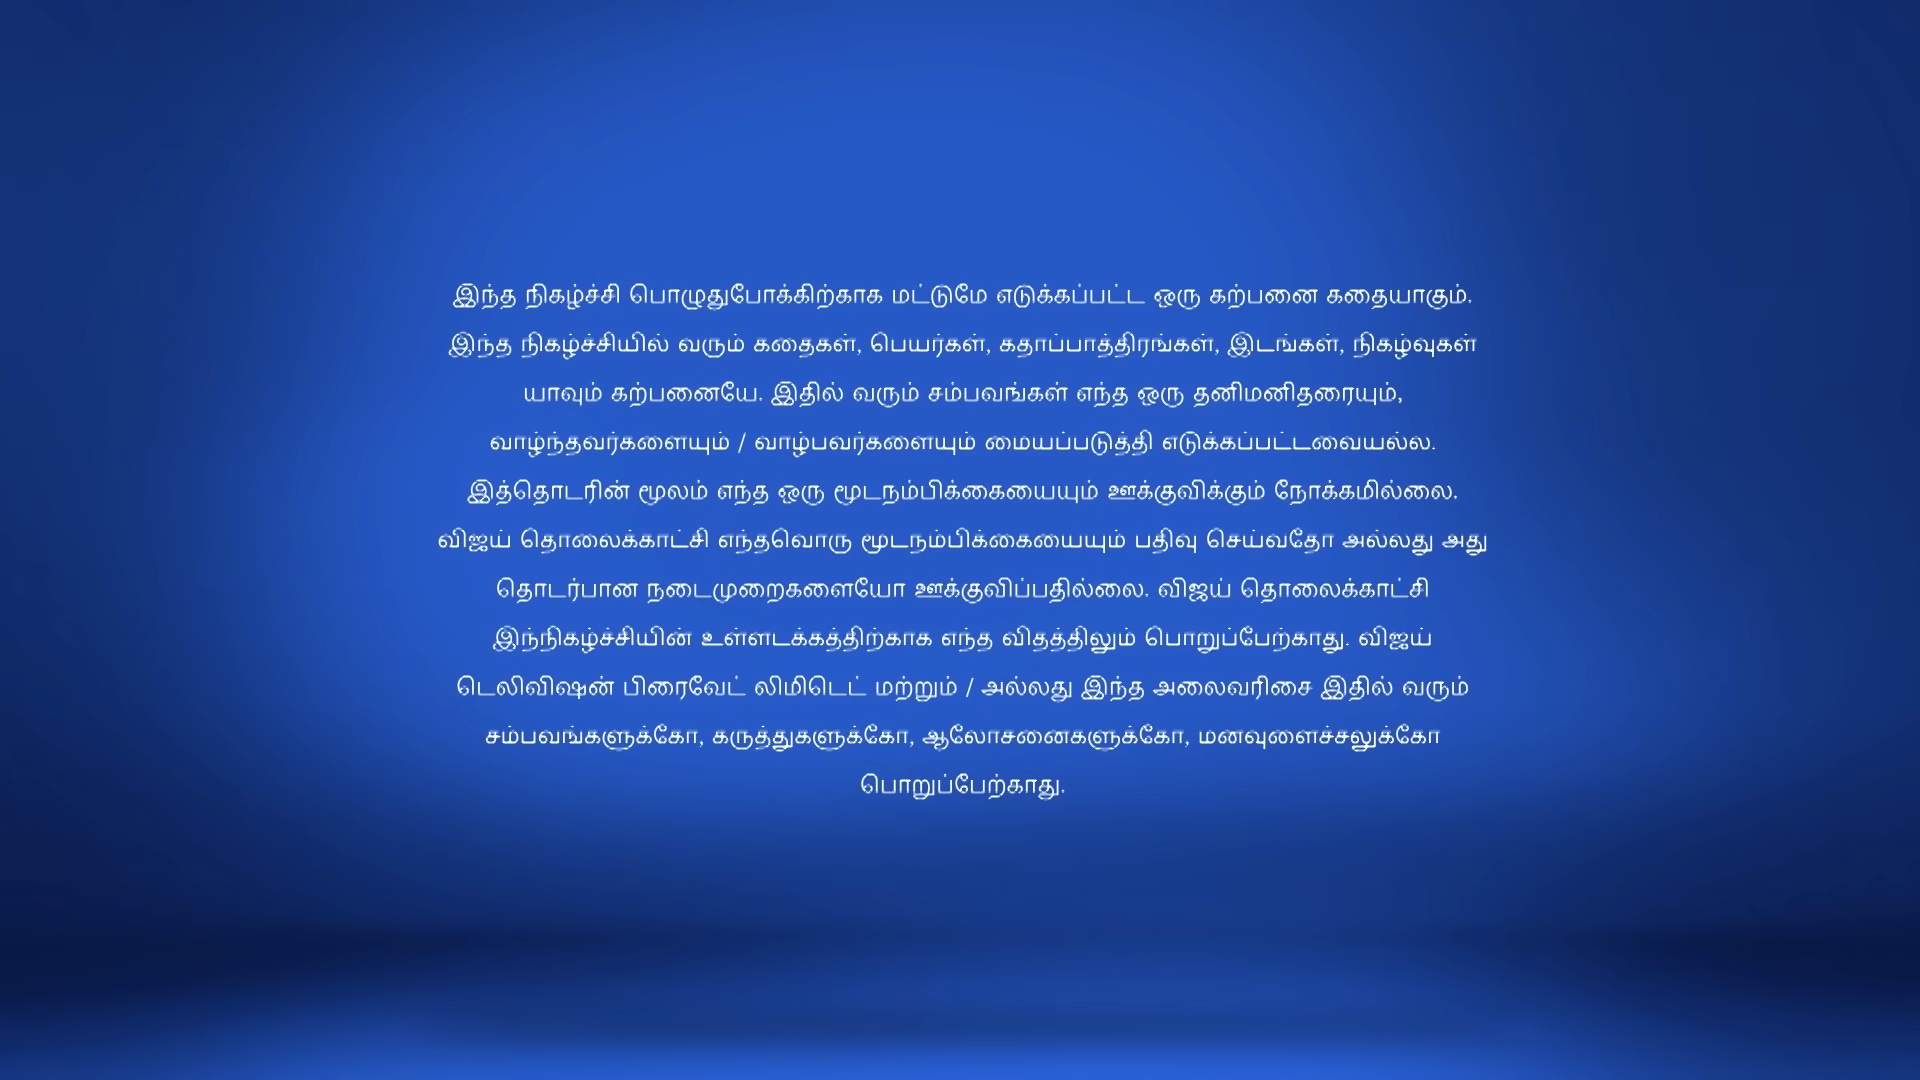 இந்த நிகழ்ச்சி பொழுதுபோக்கிற்காக மட்டுமே எடுக்கப்பட்ட ஒரு கற்பனை கதையாகும்.
இந்த நிகழ்ச்சியில் வரும் கதைகள், பெயர்கள், கதாப்பாத்திரங்கள், இடங்கள், நிகழ்வுகள்
யாவும் கற்பனையே. இதில் வரும் சம்பவங்கள் எந்த ஒரு தனிமனிதரையும்,
வாழ்ந்தவர்களையும் / வாழ்பவர்களையும் மையப்படுத்தி எடுக்கப்பட்டவையல்ல.
இத்தொடரின் மூலம் எந்த ஒரு மூடநம்பிக்கையையும் ஊக்குவிக்கும் நோக்கமில்லை.
விஜய் தொலைக்காட்சி எந்தவொரு மூடநம்பிக்கையையும் பதிவு செய்வதோ அல்லது அது
தொடர்பான நடைமுறைகளையோ ஊக்குவிப்பதில்லை. விஜய் தொலைக்காட்சி
இந்நிகழ்ச்சியின் உள்ளடக்கத்திற்காக எந்த விதத்திலும் பொறுப்பேற்காது. விஜய்
டெலிவிஷன் பிரைவேட் லிமிடெட் மற்றும் / அல்லது இந்த அலைவரிசை இதில் வரும்
சம்பவங்களுக்கோ, கருத்துகளுக்கோ, ஆலோசனைகளுக்கோ, மனவுளைச்சலுக்கோ
பொறுப்பேற்காது.